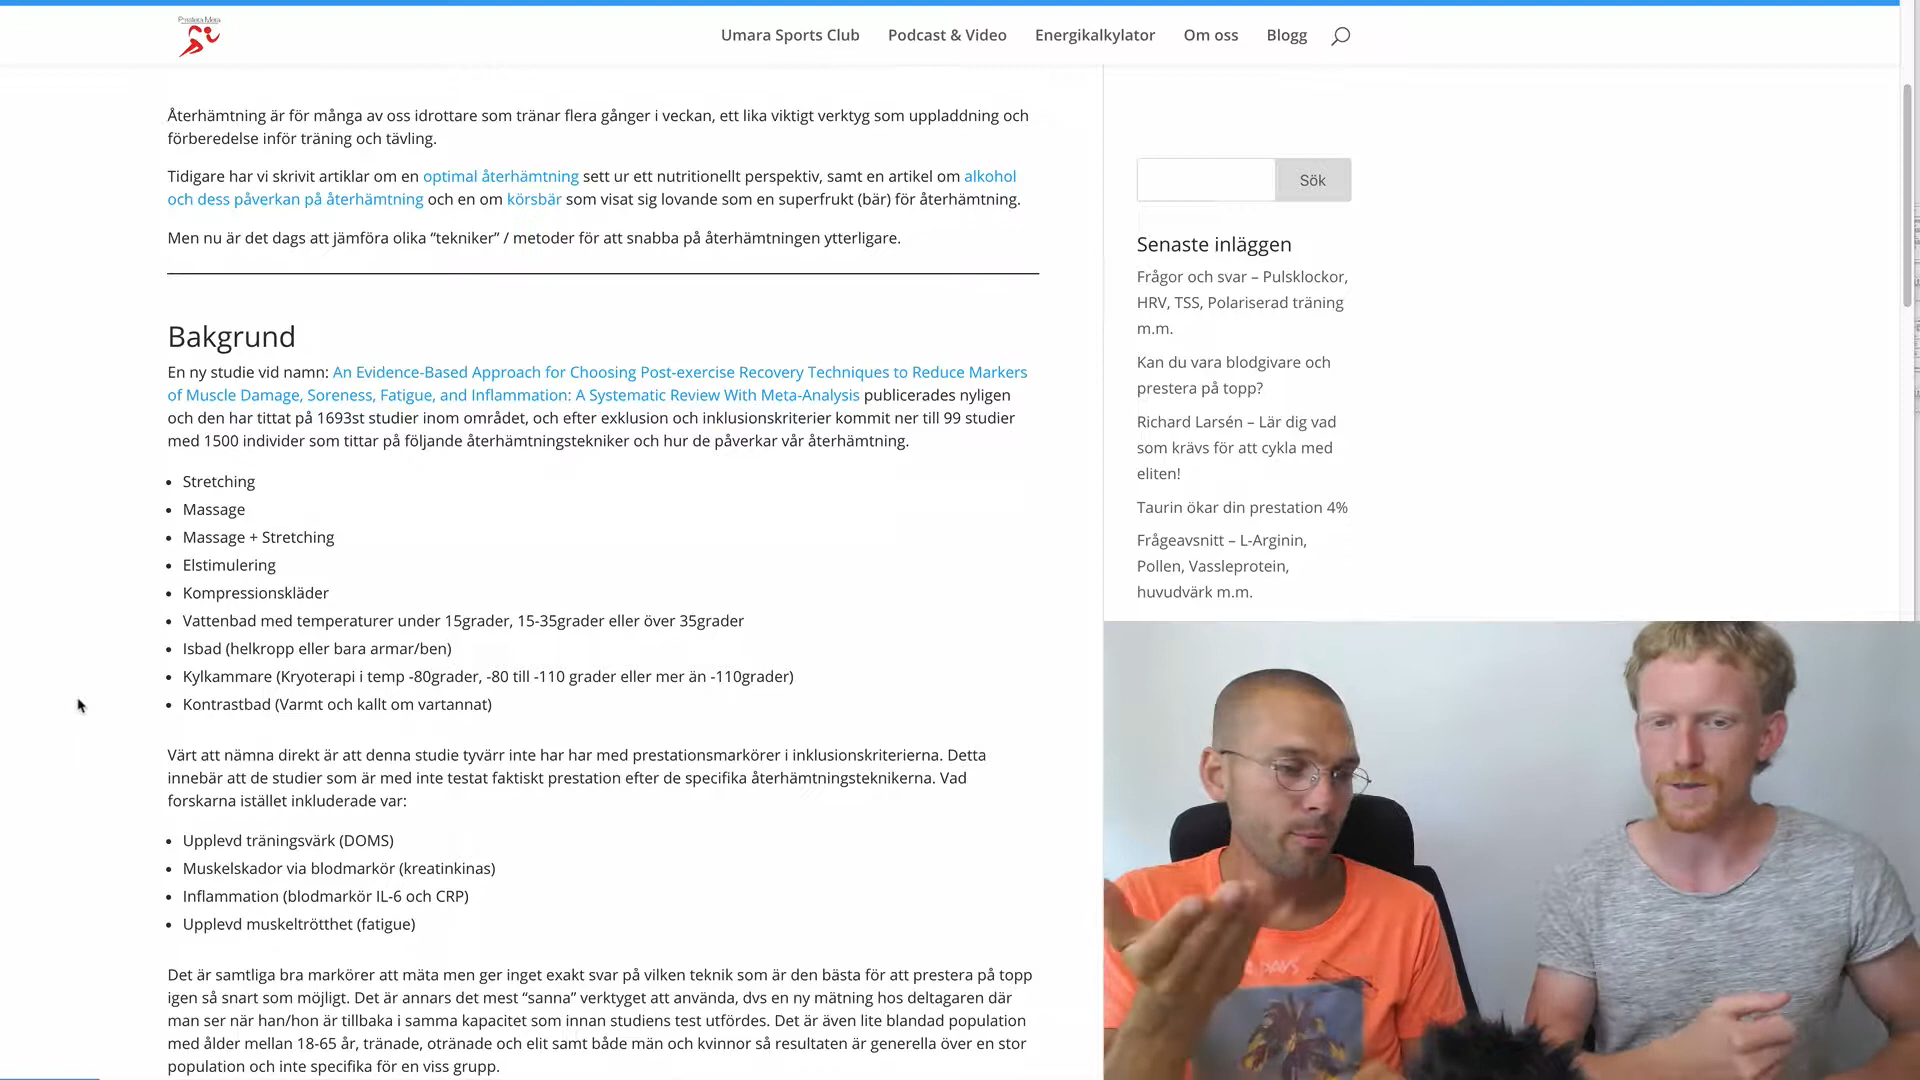 Prestera Mera
Umara Sports Club
Podcast & Video
Energikalkylator
Om oss
Blogg
Återhämtning är för många av oss idrottare som tränar flera gånger i veckan, ett lika viktigt verktyg som uppladdning och
förberedelse inför träning och tävling.
Tidigare har vi skrivit artiklar om en optimal återhämtning sett ur ett nutritionellt perspektiv, samt en artikel om alkohol
och dess påverkan på återhämtning och en om körsbär som visat sig lovande som en superfrukt (bär) för återhämtning.
Men nu är det dags att jämföra olika “tekniker” / metoder för att snabba på återhämtningen ytterligare.
Bakgrund
En ny studie vid namn: An Evidence-Based Approach for Choosing Post-exercise Recovery Techniques to Reduce Markers
of Muscle Damage, Soreness, Fatigue, and Inflammation: A Systematic Review With Meta-Analysis publicerades nyligen
och den har tittat på 1693st studier inom området, och efter exklusion och inklusionskriterier kommit ner till 99 studier
med 1500 individer som tittar på följande återhämtningstekniker och hur de påverkar vår återhämtning.
• Stretching
• Massage
• Massage + Stretching
• Elstimulering
• Kompressionskläder
• Vattenbad med temperaturer under 15grader, 15-35grader eller över 35grader
• Isbad (helkropp eller bara armar/ben)
• Kylkammare (Kryoterapi i temp -80grader, -80 till -110 grader eller mer än -110grader)
• Kontrastbad (Varmt och kallt om vartannat)
Värt att nämna direkt är att denna studie tyvärr inte har har med prestationsmarkörer i inklusionskriterierna. Detta
innebär att de studier som är med inte testat faktiskt prestation efter de specifika återhämtningsteknikerna. Vad
forskarna istället inkluderade var:
• Upplevd träningsvärk (DOMS)
• Muskelskador via blodmarkör (kreatinkinas)
• Inflammation (blodmarkör IL-6 och CRP)
• Upplevd muskeltrötthet (fatigue)
Det är samtliga bra markörer att mäta men ger inget exakt svar på vilken teknik som är den bästa för att prestera på topp
igen så snart som möjligt. Det är annars det mest “sanna” verktyget att använda, dvs en ny mätning hos deltagaren där
man ser när han/hon är tillbaka i samma kapacitet som innan studiens test utfördes. Det är även lite blandad population
med ålder mellan 18-65 år, tränade, otränade och elit samt både män och kvinnor så resultaten är generella över en stor
population och inte specifika för en viss grupp.
Sök
Senaste inläggen
Frågor och svar – Pulsklockor,
HRV, TSS, Polariserad träning
m.m.
Kan du vara blodgivare och
prestera på topp?
Richard Larsén – Lär dig vad
som krävs för att cykla med
eliten!
Taurin ökar din prestation 4%
Frågeavsnitt – L-Arginin,
Pollen, Vassleprotein,
huvudvärk m.m.